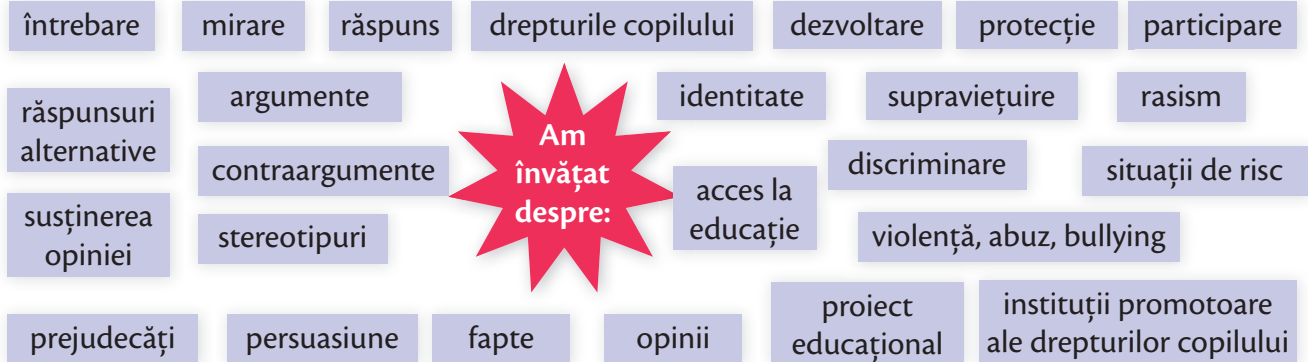 întrebare
mirare
răspuns
drepturile copilului
dezvoltare
protecție
participare
răspunsuri
alternative
argumente
identitate
supraviețuire
rasism
Am
învățat
despre:
contraargumente
discriminare
situații de risc
acces la
educație
susținerea
opiniei
stereotipuri
violență, abuz, bullying
prejudecăți
persuasiune
fapte
opinii
proiect
educațional
instituții promotoare
ale drepturilor copilului